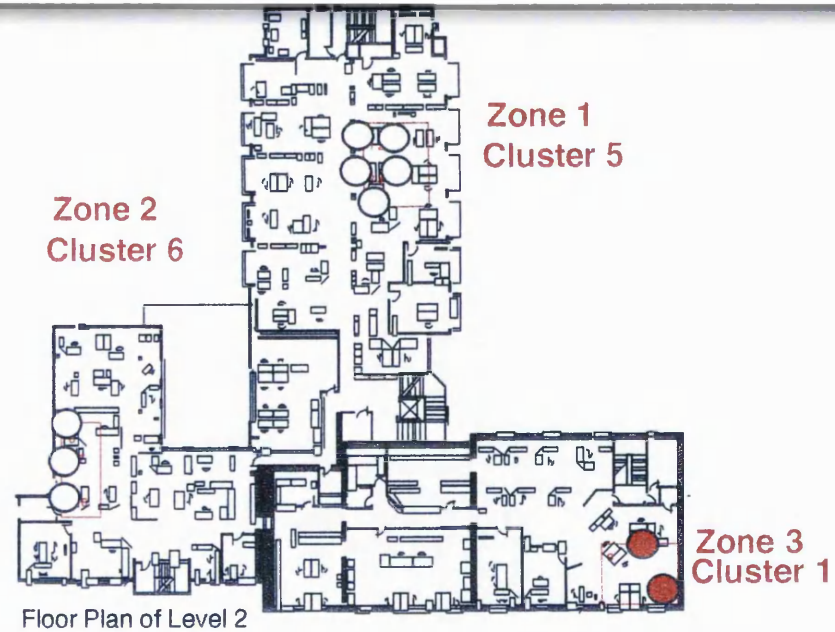 Zone 1
Cluster 5
Zone 2
Cluster 6
Zone 3
Cluster 1
Floor Plan of Level 2